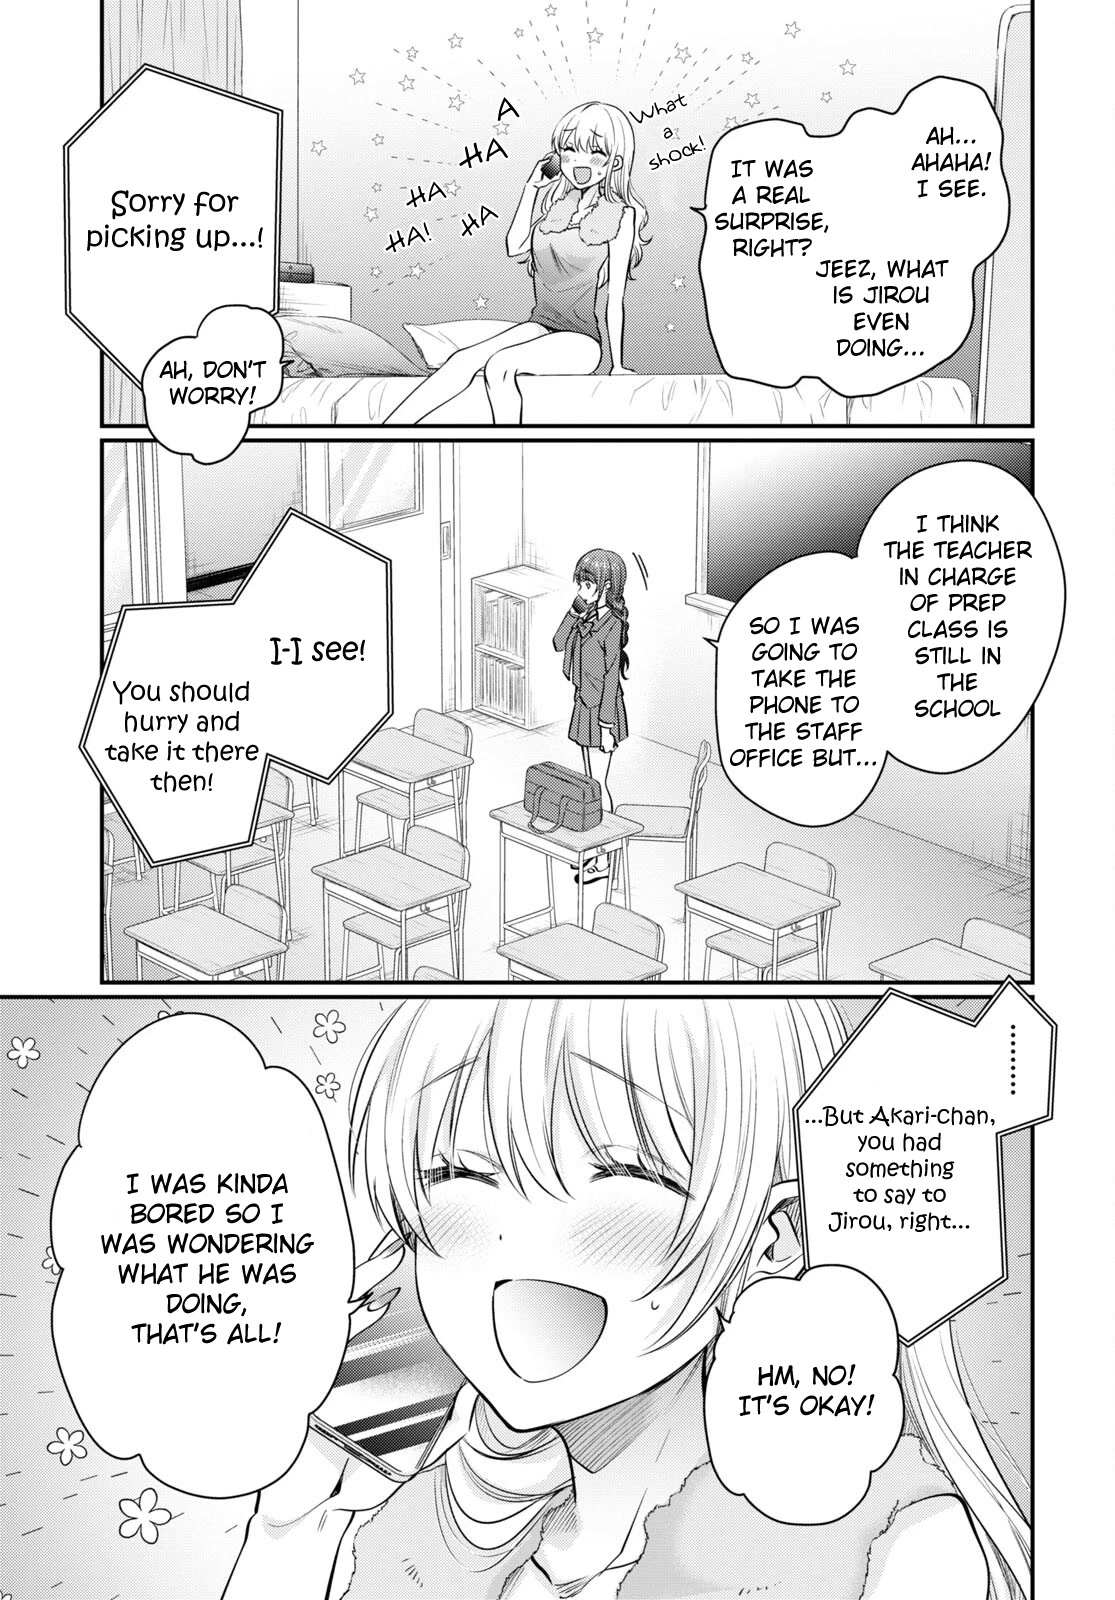 AH...
AHAHA!
I SEE.
IT WAS
A REAL
SURPRISE,
RIGHT?
JEEZ, WHAT
IS JIROU
EVEN
DOING...
What
a
shock!
A
HA
HA
HA
HA!
Sorry for
picking up...!
AH, DON'T
WORRY!
I THINK
THE TEACHER
IN CHARGE
OF PREP
CLASS IS
STILL IN
THE
SCHOOL
SO I WAS
GOING TO
TAKE THE
PHONE TO
THE STAFF
OFFICE BUT...
I-I see!
You should
hurry and
take it there
then!
.........
...But Akari-chan,
you had
something
to say to
Jirou, right...
HM, NO!
IT'S OKAY!
I WAS KINDA
BORED SO I
WAS WONDERING
WHAT HE WAS
DOING,
THAT'S ALL!